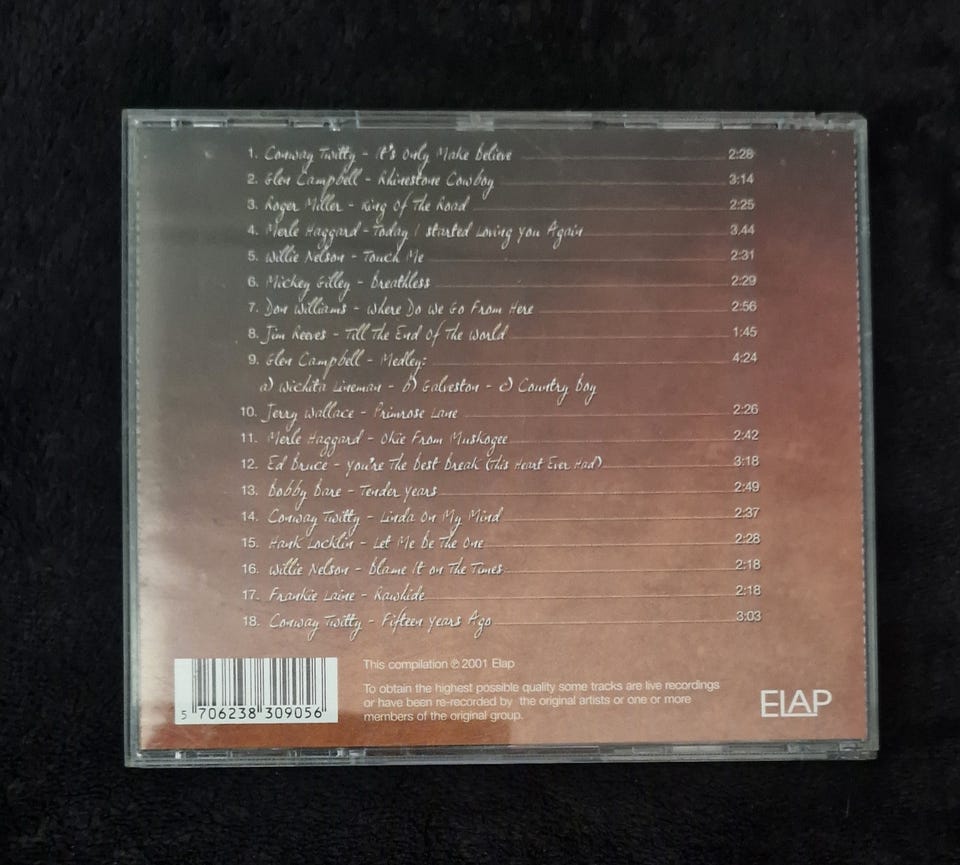 1. Conway Twitty - It's Only Make Believe 2:28
2. Glen Campbell - Rhinestone Cowboy 3:14
3. Roger Miller - King Of The Road 2:25
4. Merle Haggard - Today I started Loving You Again 3.44
5. Willie Nelson - Touch Me 2:31
6. Mickey Gilley - Breathless 2:29
7. Don Williams - Where Do We Go From Here 2:56
8. Jim Reeves - Till The End Of The World 1:45
9. Glen Campbell - Medley: 4:24
a) Wichita Lineman - b) Galveston - c) Country Boy
10. Jerry Wallace - Primrose Lane 2:26
11. Merle Haggard - Okie From Muskogee 2:42
12. Ed Bruce - You're The Best Break (This Heart Ever Had) 3:18
13. Bobby Bare - Tender Years 2:49
14. Conway Twitty - Linda On My Mind 2:37
15. Hank Locklin - Let Me Be The One 2:28
16. Willie Nelson - Blame It on The Times 2:18
17. Frankie Laine - Rawhide 2:18
18. Conway Twitty - Fifteen Years Ago 3:03
This compilation ℗ 2001 Elap
To obtain the highest possible quality some tracks are live recordings
or have been re-recorded by the original artists or one or more
members of the original group.
5 706238 309056
ELAP